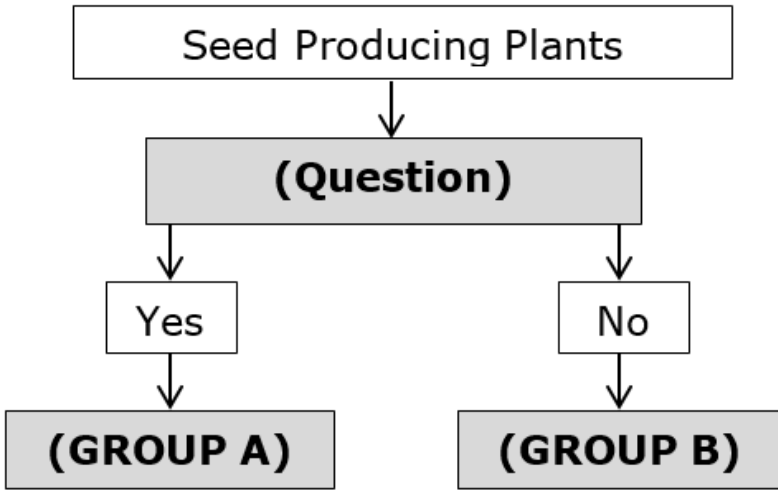 Seed Producing Plants
(Question)
Yes
No
(GROUP A)
(GROUP B)